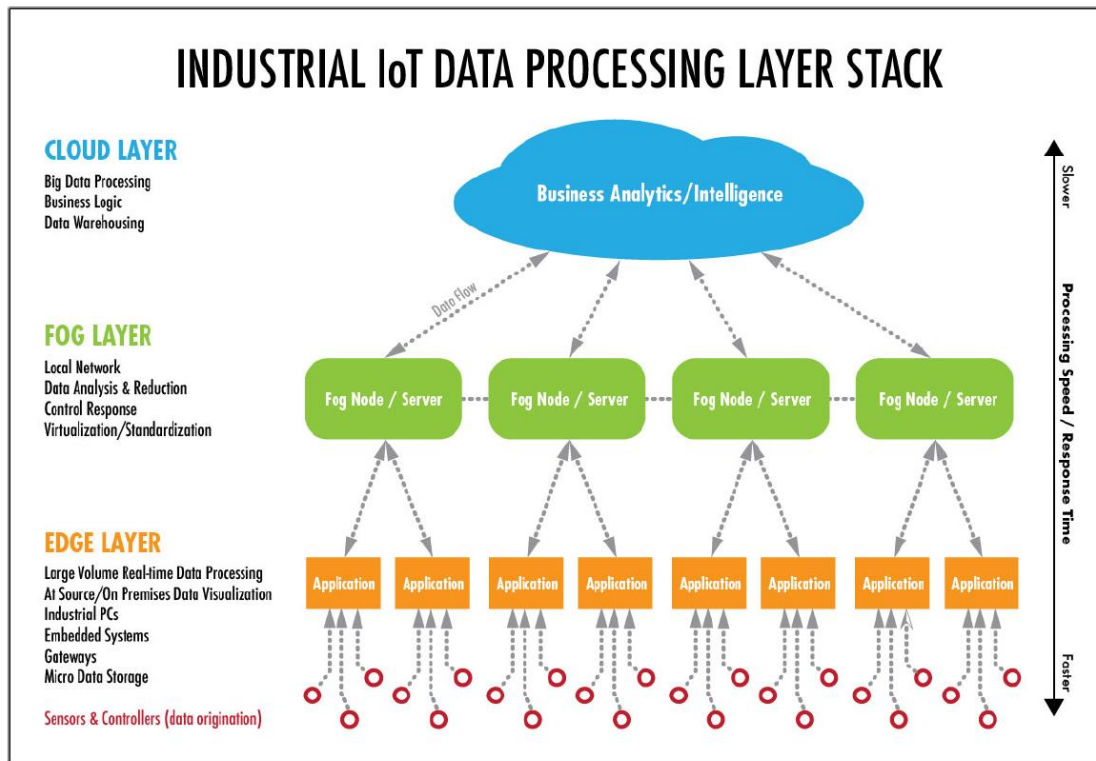 INDUSTRIAL IoT DATA PROCESSING LAYER STACK
CLOUD LAYER
Big Data Processing
Business Logic
Data Warehousing
Business Analytics/Intelligence
Slower
Data Flow
FOG LAYER
Local Network
Data Analysis & Reduction
Control Response
Virtualization/Standardization
Fog Node / Server
Fog Node / Server
Fog Node / Server
Fog Node / Server
Processing Speed / Response Time
EDGE LAYER
Large Volume Real-time Data Processing
At Source/On Premises Data Visualization
Industrial PCs
Embedded Systems
Gateways
Micro Data Storage
Application
Application
Application
Application
Application
Application
Application
Application
Faster
Sensors & Controllers (data origination)